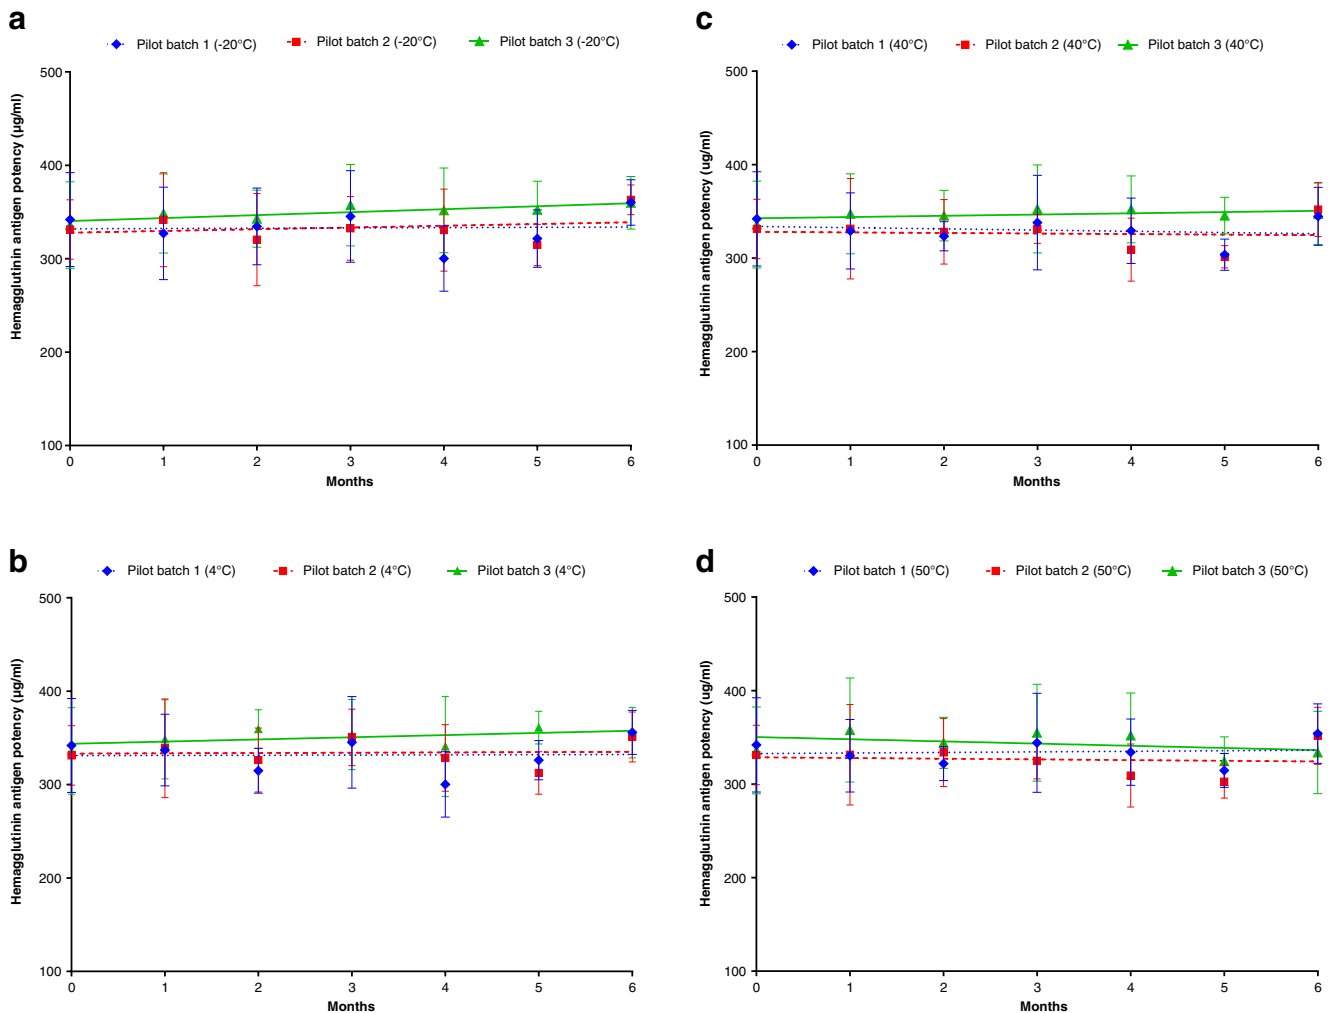 a
Pilot batch 1 (-20°C) Pilot batch 2 (-20°C) Pilot batch 3 (-20°C)
Hemagglutinin antigen potency (µg/ml)
500
400
300
200
100
0 1 2 3 4 5 6
Months
c
Pilot batch 1 (40°C) Pilot batch 2 (40°C) Pilot batch 3 (40°C)
Hemagglutinin antigen potency (ug/ml)
500
400
300
200
100
0 1 2 3 4 5 6
Months
b
Pilot batch 1 (4°C) Pilot batch 2 (4°C) Pilot batch 3 (4°C)
Hemagglutinin antigen potency (µg/ml)
500
400
300
200
100
0 1 2 3 4 5 6
Months
d
Pilot batch 1 (50°C) Pilot batch 2 (50°C) Pilot batch 3 (50°C)
Hemagglutinin antigen potency (ug/ml)
500
400
300
200
100
0 1 2 3 4 5 6
Months